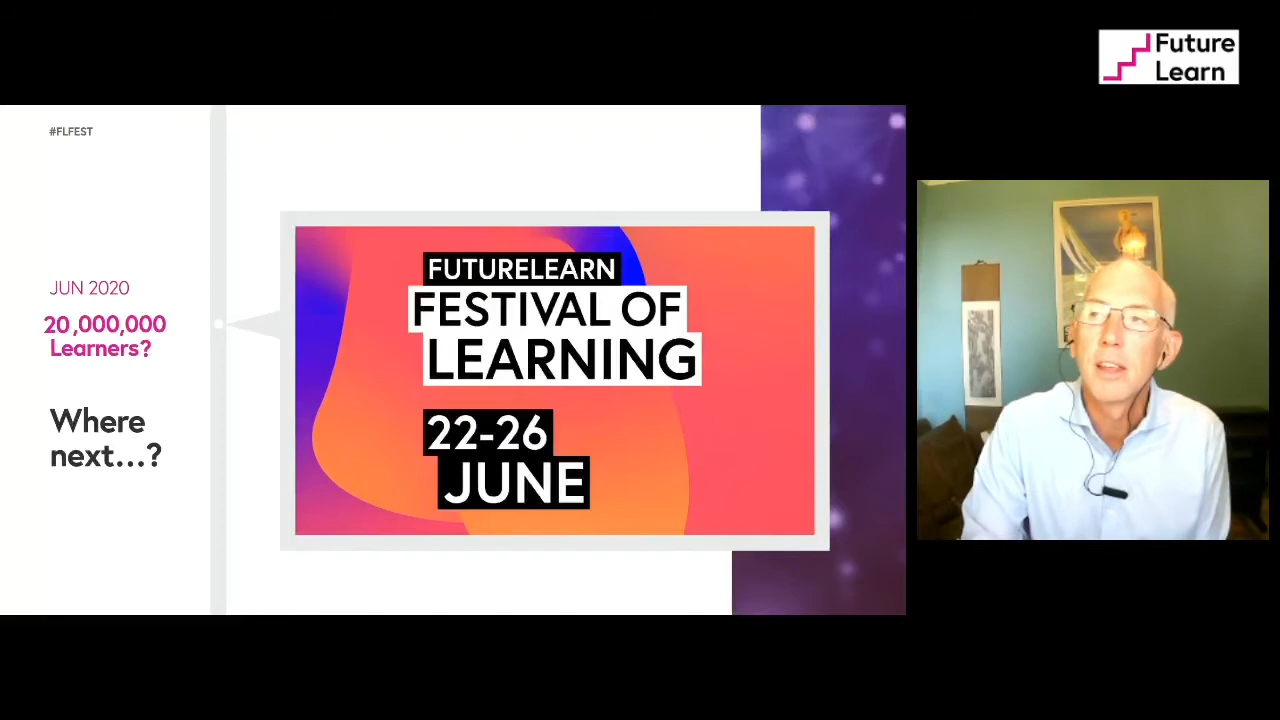 Future
Learn
#FLFEST
JUN 2020
20,000,000
Learners?
Where
next...?
FUTURELEARN
FESTIVAL OF
LEARNING
22-26
JUNE